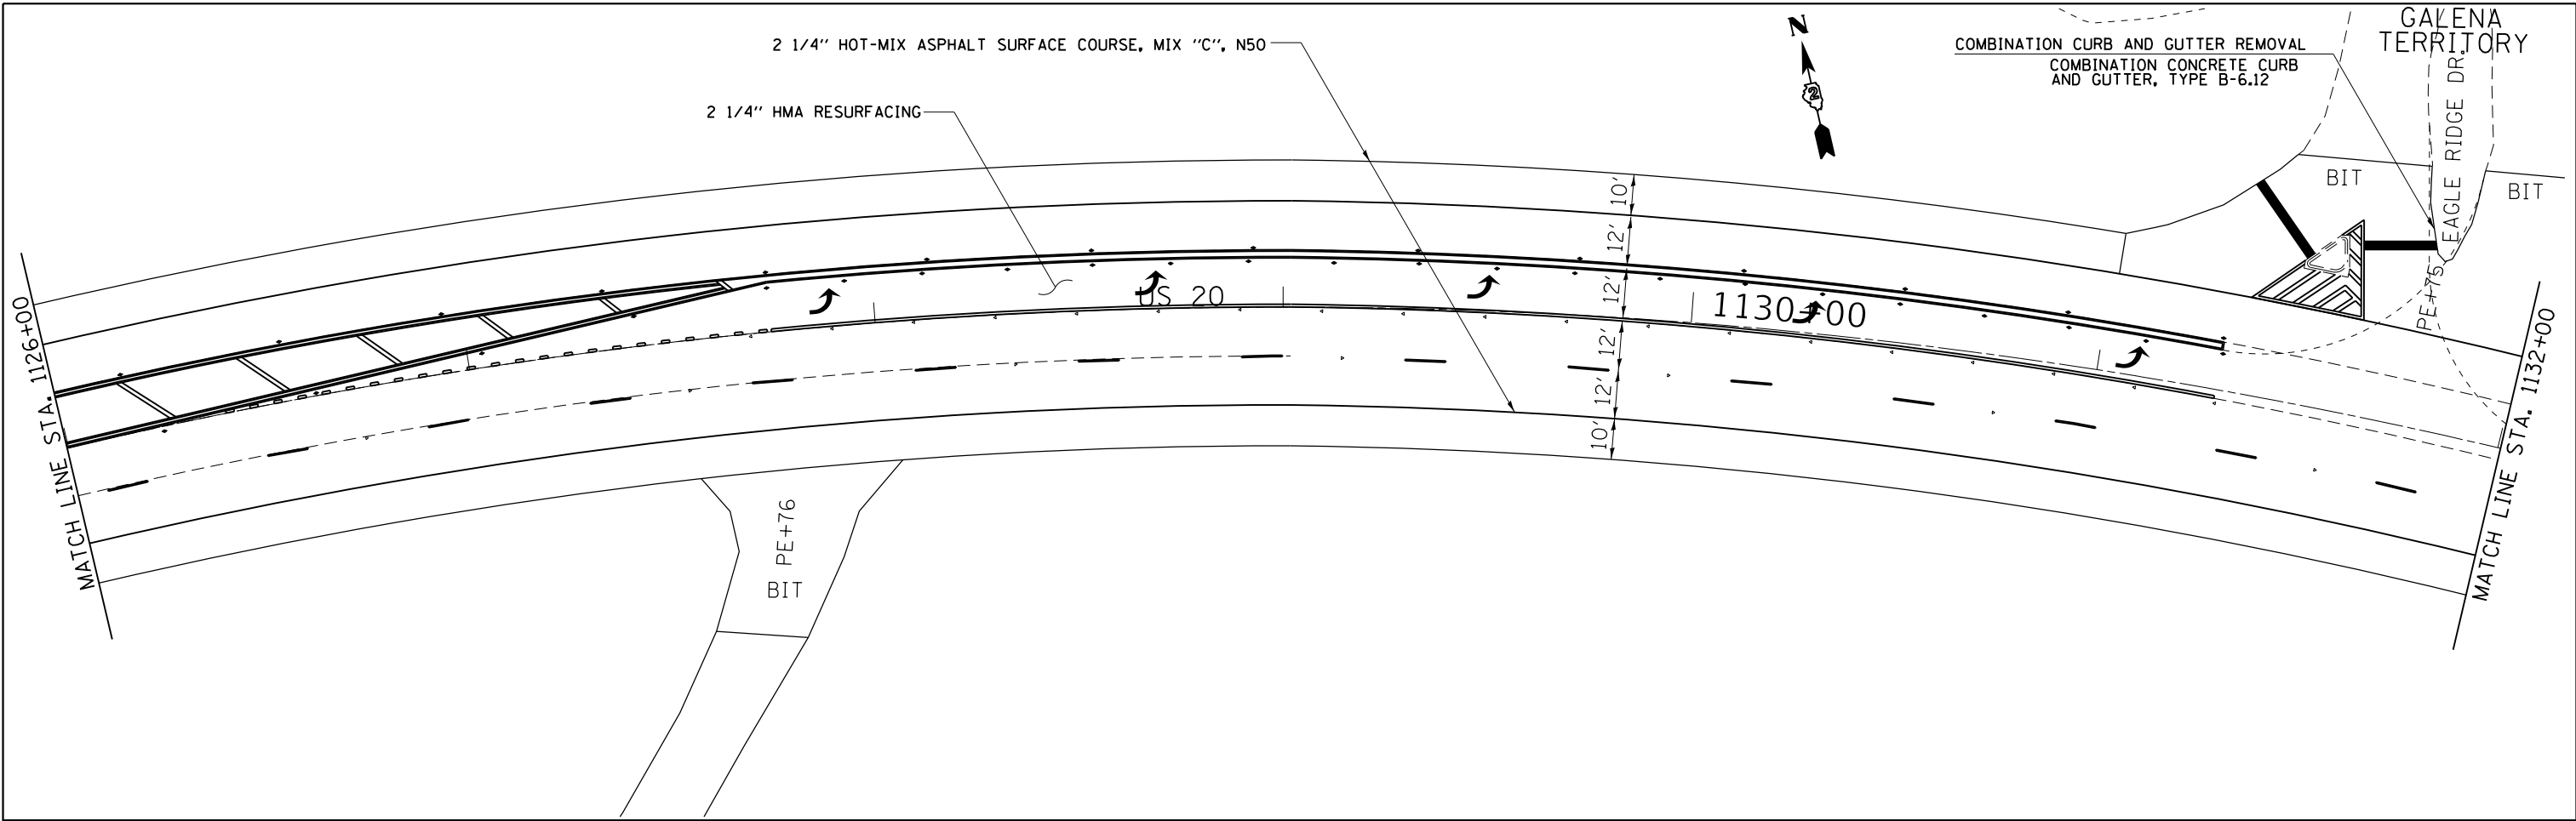 2 1/4" HOT-MIX ASPHALT SURFACE COURSE, MIX "C", N50
2 1/4" HMA RESURFACING
N
2
COMBINATION CURB AND GUTTER REMOVAL
COMBINATION CONCRETE CURB
AND GUTTER, TYPE B-6.12
GALENA
TERRITORY
EAGLE RIDGE DR.
BIT
BIT
PE+75
10'
12'
12'
12'
12'
10'
US 20
1130+00
MATCH LINE STA. 1126+00
MATCH LINE STA. 1132+00
PE+76
BIT